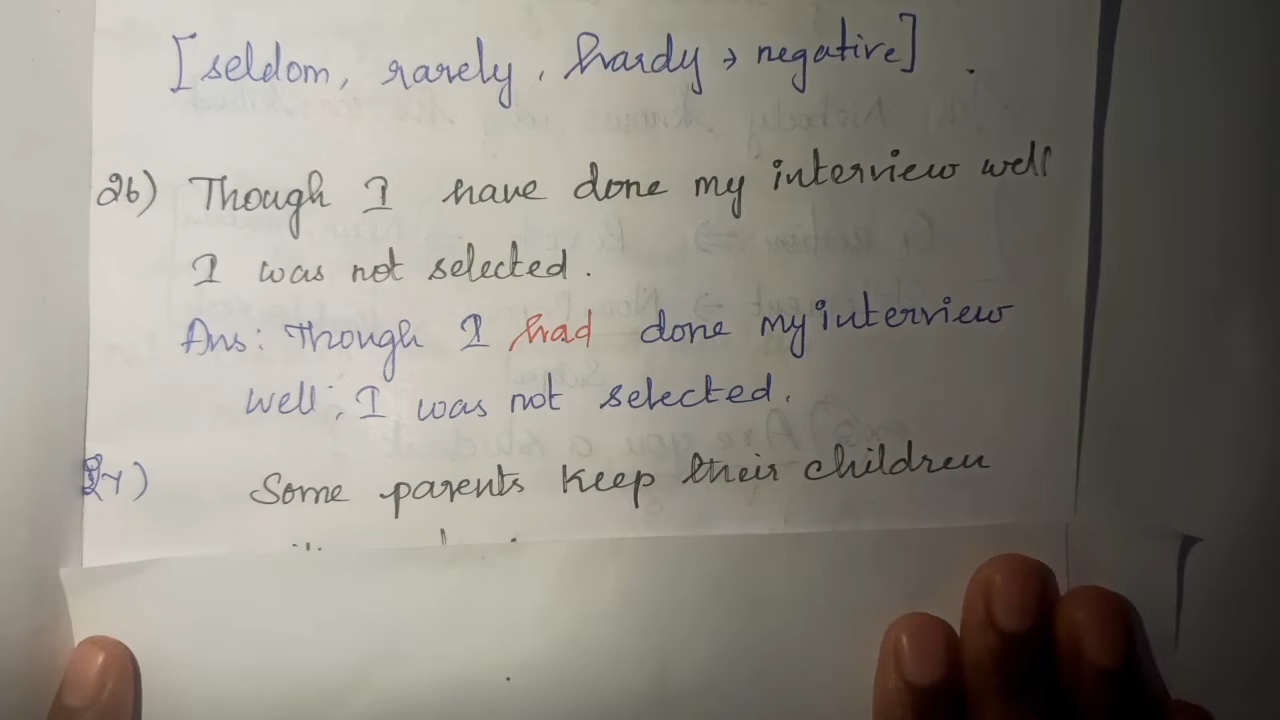 [seldom, rarely, hardy → negative]
26) Though I have done my interview well
I was not selected.
Ans: Though I had done my interview
well, I was not selected.
27) Some parents keep their children